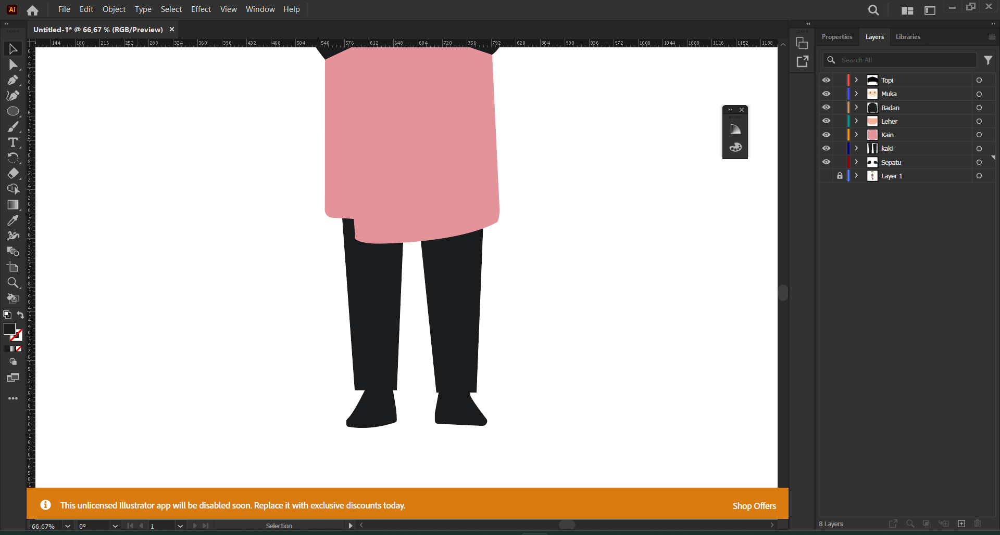 Ai File Edit Object Type Select Effect View Window Help
Untitled-1* @ 66,67 % (RGB/Preview)
144 180 216 252 288 324 360 396 432 468 504 540 576 612 648 684 720 756 792 828 864 900 936 972 1008 1044 1080 1116 1152 1188
Properties Layers Libraries
Search All
Topi
Muka
Badan
Leher
Kain
kaki
Sepatu
Layer 1
This unlicensed Illustrator app will be disabled soon. Replace it with exclusive discounts today.
Shop Offers
66,67% 0° 1 Selection
8 Layers